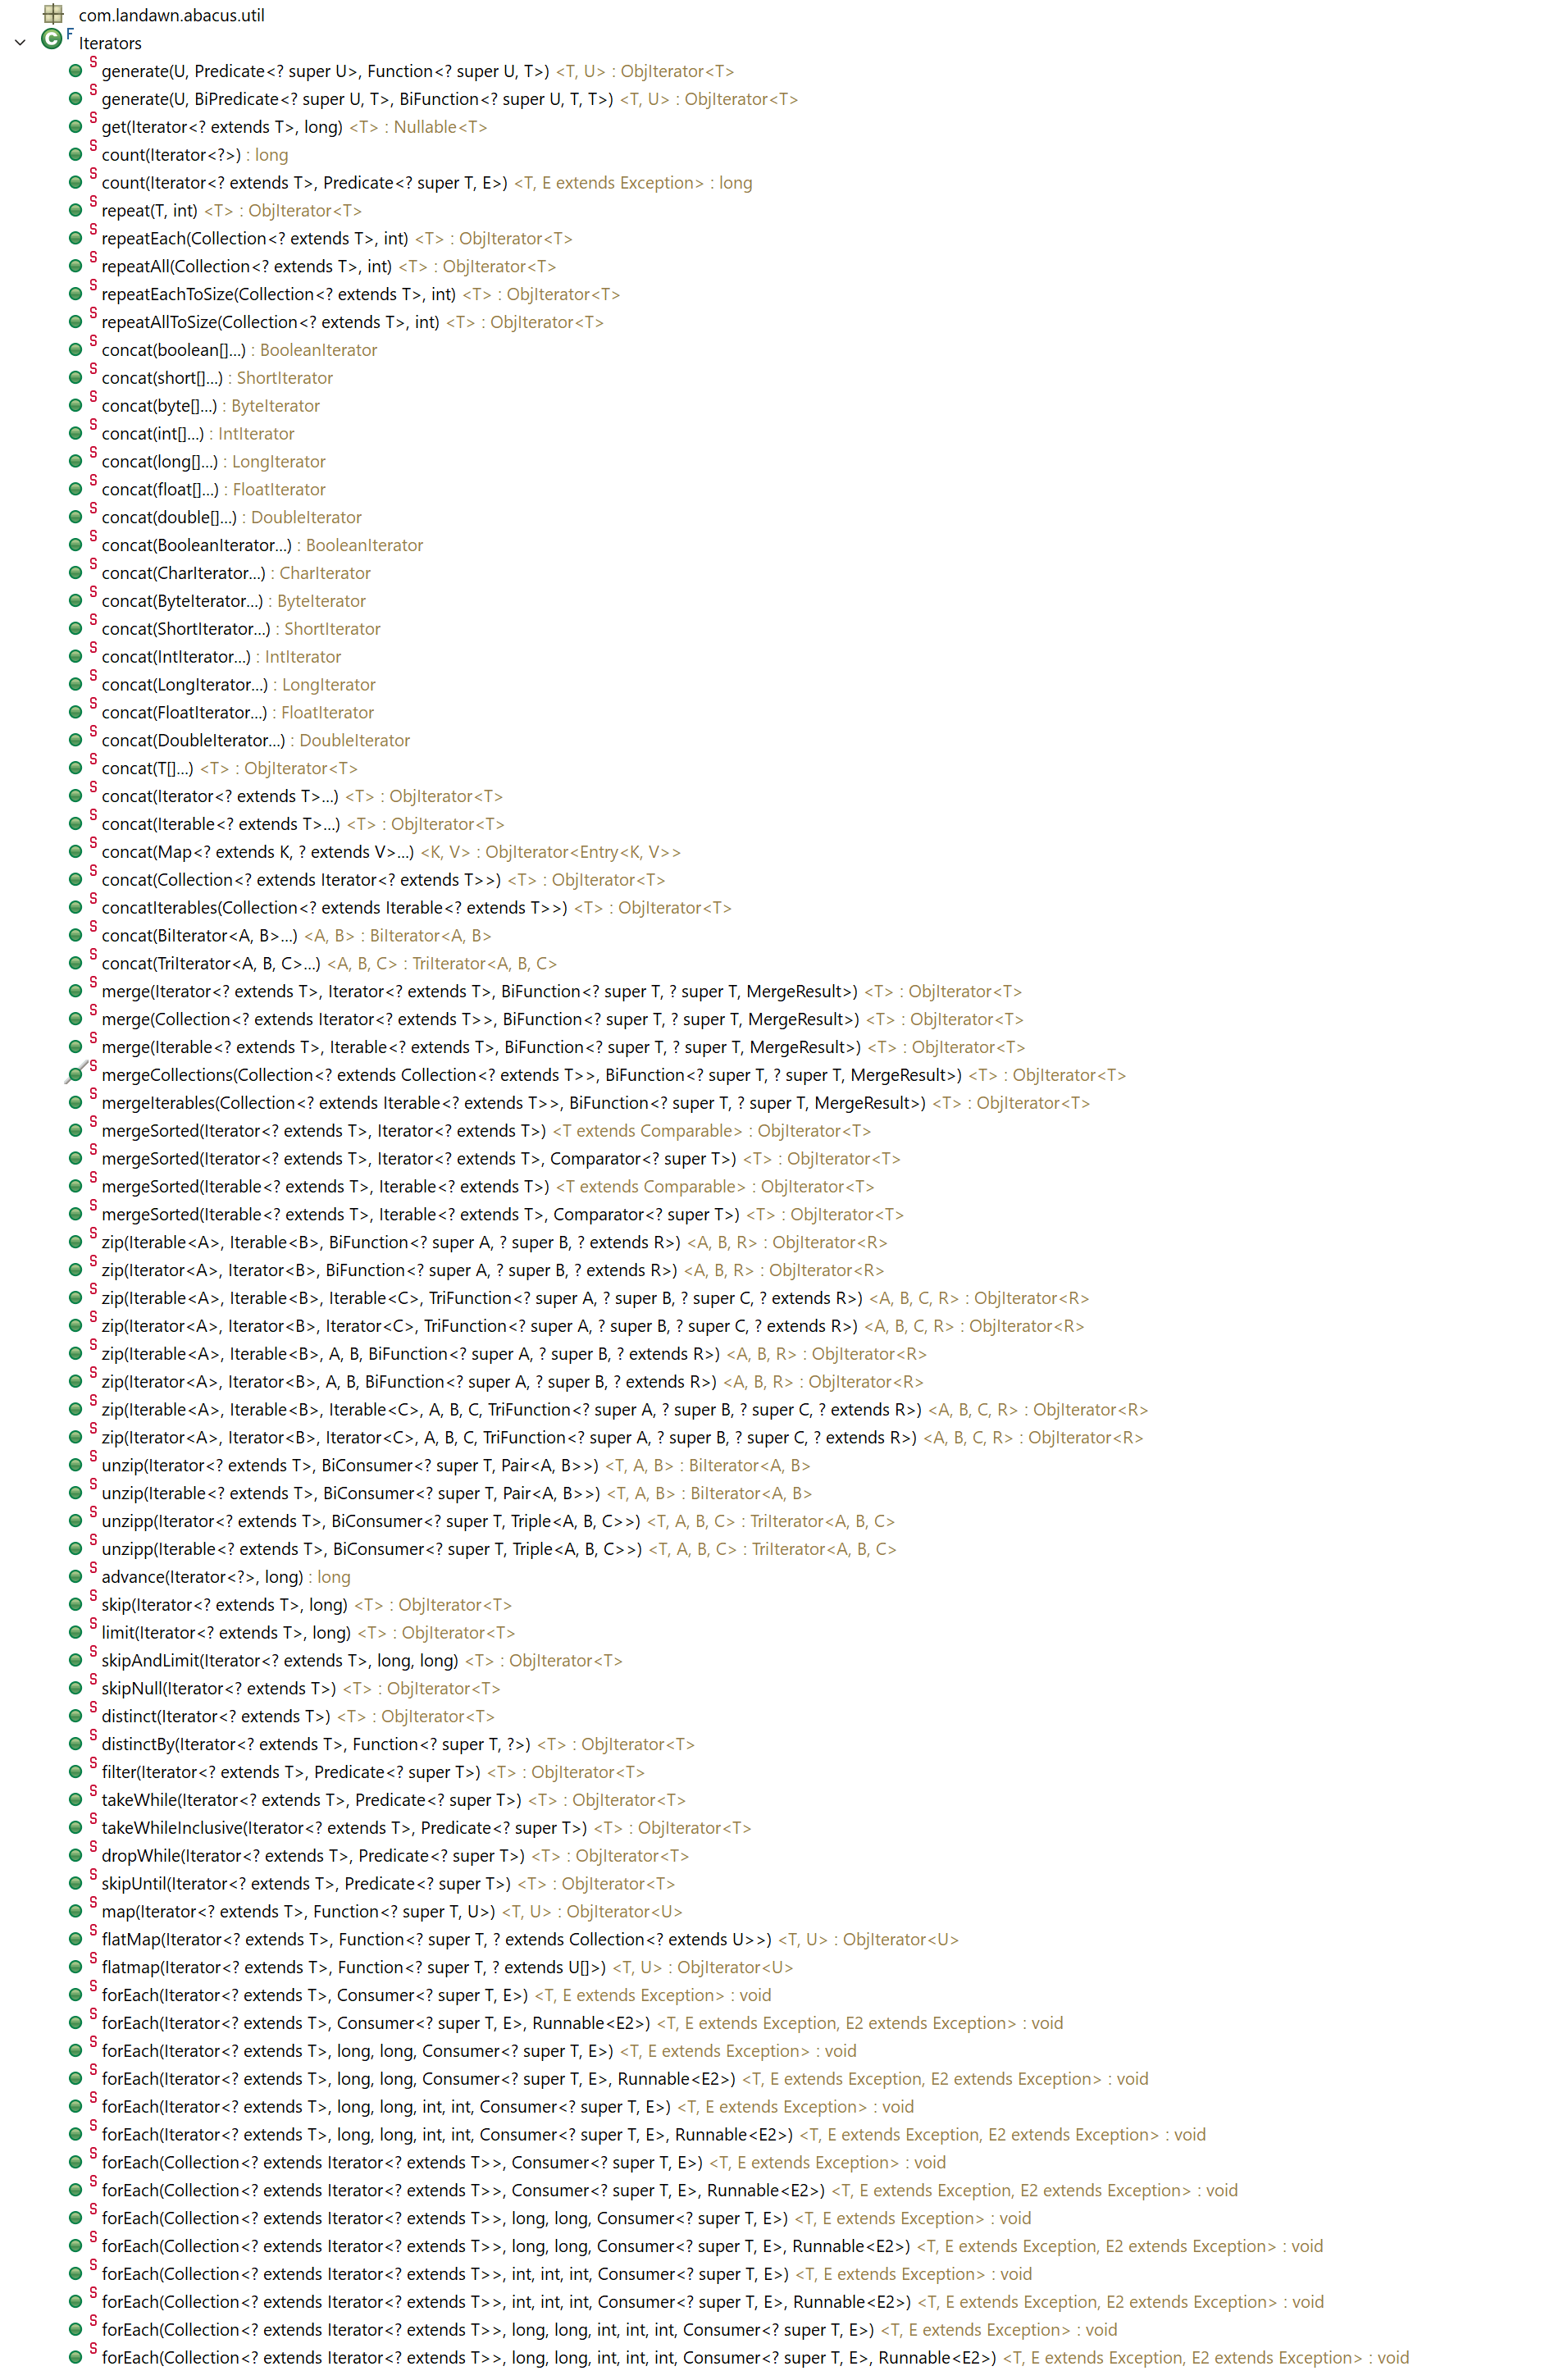 com.landawn.abacus.util
F
Iterators
S generate(U, Predicate<? super U>, Function<? super U, T>) <T, U> : ObjIterator<T>
S generate(U, BiPredicate<? super U, T>, BiFunction<? super U, T, T>) <T, U> : ObjIterator<T>
S get(Iterator<? extends T>, long) <T> : Nullable<T>
S count(Iterator<?>) : long
S count(Iterator<? extends T>, Predicate<? super T, E>) <T, E extends Exception> : long
S repeat(T, int) <T> : ObjIterator<T>
S repeatEach(Collection<? extends T>, int) <T> : ObjIterator<T>
S repeatAll(Collection<? extends T>, int) <T> : ObjIterator<T>
S repeatEachToSize(Collection<? extends T>, int) <T> : ObjIterator<T>
S repeatAllToSize(Collection<? extends T>, int) <T> : ObjIterator<T>
S concat(boolean[]...) : BooleanIterator
S concat(short[]...) : ShortIterator
S concat(byte[]...) : ByteIterator
S concat(int[]...) : IntIterator
S concat(long[]...) : LongIterator
S concat(float[]...) : FloatIterator
S concat(double[]...) : DoubleIterator
S concat(BooleanIterator...) : BooleanIterator
S concat(CharIterator...) : CharIterator
S concat(ByteIterator...) : ByteIterator
S concat(ShortIterator...) : ShortIterator
S concat(IntIterator...) : IntIterator
S concat(LongIterator...) : LongIterator
S concat(FloatIterator...) : FloatIterator
S concat(DoubleIterator...) : DoubleIterator
S concat(T[]...) <T> : ObjIterator<T>
S concat(Iterator<? extends T>...) <T> : ObjIterator<T>
S concat(Iterable<? extends T>...) <T> : ObjIterator<T>
S concat(Map<? extends K, ? extends V>...) <K, V> : ObjIterator<Entry<K, V>>
S concat(Collection<? extends Iterator<? extends T>>) <T> : ObjIterator<T>
S concatIterables(Collection<? extends Iterable<? extends T>>) <T> : ObjIterator<T>
S concat(BiIterator<A, B>...) <A, B> : BiIterator<A, B>
S concat(TriIterator<A, B, C>...) <A, B, C> : TriIterator<A, B, C>
S merge(Iterator<? extends T>, Iterator<? extends T>, BiFunction<? super T, ? super T, MergeResult>) <T> : ObjIterator<T>
S merge(Collection<? extends Iterator<? extends T>>, BiFunction<? super T, ? super T, MergeResult>) <T> : ObjIterator<T>
S merge(Iterable<? extends T>, Iterable<? extends T>, BiFunction<? super T, ? super T, MergeResult>) <T> : ObjIterator<T>
S mergeCollections(Collection<? extends Collection<? extends T>>, BiFunction<? super T, ? super T, MergeResult>) <T> : ObjIterator<T>
S mergeIterables(Collection<? extends Iterable<? extends T>>, BiFunction<? super T, ? super T, MergeResult>) <T> : ObjIterator<T>
S mergeSorted(Iterator<? extends T>, Iterator<? extends T>) <T extends Comparable> : ObjIterator<T>
S mergeSorted(Iterator<? extends T>, Iterator<? extends T>, Comparator<? super T>) <T> : ObjIterator<T>
S mergeSorted(Iterable<? extends T>, Iterable<? extends T>) <T extends Comparable> : ObjIterator<T>
S mergeSorted(Iterable<? extends T>, Iterable<? extends T>, Comparator<? super T>) <T> : ObjIterator<T>
S zip(Iterable<A>, Iterable<B>, BiFunction<? super A, ? super B, ? extends R>) <A, B, R> : ObjIterator<R>
S zip(Iterator<A>, Iterator<B>, BiFunction<? super A, ? super B, ? extends R>) <A, B, R> : ObjIterator<R>
S zip(Iterable<A>, Iterable<B>, Iterable<C>, TriFunction<? super A, ? super B, ? super C, ? extends R>) <A, B, C, R> : ObjIterator<R>
S zip(Iterator<A>, Iterator<B>, Iterator<C>, TriFunction<? super A, ? super B, ? super C, ? extends R>) <A, B, C, R> : ObjIterator<R>
S zip(Iterable<A>, Iterable<B>, A, B, BiFunction<? super A, ? super B, ? extends R>) <A, B, R> : ObjIterator<R>
S zip(Iterator<A>, Iterator<B>, A, B, BiFunction<? super A, ? super B, ? extends R>) <A, B, R> : ObjIterator<R>
S zip(Iterable<A>, Iterable<B>, Iterable<C>, A, B, C, TriFunction<? super A, ? super B, ? super C, ? extends R>) <A, B, C, R> : ObjIterator<R>
S zip(Iterator<A>, Iterator<B>, Iterator<C>, A, B, C, TriFunction<? super A, ? super B, ? super C, ? extends R>) <A, B, C, R> : ObjIterator<R>
S unzip(Iterator<? extends T>, BiConsumer<? super T, Pair<A, B>>) <T, A, B> : BiIterator<A, B>
S unzip(Iterable<? extends T>, BiConsumer<? super T, Pair<A, B>>) <T, A, B> : BiIterator<A, B>
S unzipp(Iterator<? extends T>, BiConsumer<? super T, Triple<A, B, C>>) <T, A, B, C> : TriIterator<A, B, C>
S unzipp(Iterable<? extends T>, BiConsumer<? super T, Triple<A, B, C>>) <T, A, B, C> : TriIterator<A, B, C>
S advance(Iterator<?>, long) : long
S skip(Iterator<? extends T>, long) <T> : ObjIterator<T>
S limit(Iterator<? extends T>, long) <T> : ObjIterator<T>
S skipAndLimit(Iterator<? extends T>, long, long) <T> : ObjIterator<T>
S skipNull(Iterator<? extends T>) <T> : ObjIterator<T>
S distinct(Iterator<? extends T>) <T> : ObjIterator<T>
S distinctBy(Iterator<? extends T>, Function<? super T, ?>) <T> : ObjIterator<T>
S filter(Iterator<? extends T>, Predicate<? super T>) <T> : ObjIterator<T>
S takeWhile(Iterator<? extends T>, Predicate<? super T>) <T> : ObjIterator<T>
S takeWhileInclusive(Iterator<? extends T>, Predicate<? super T>) <T> : ObjIterator<T>
S dropWhile(Iterator<? extends T>, Predicate<? super T>) <T> : ObjIterator<T>
S skipUntil(Iterator<? extends T>, Predicate<? super T>) <T> : ObjIterator<T>
S map(Iterator<? extends T>, Function<? super T, U>) <T, U> : ObjIterator<U>
S flatMap(Iterator<? extends T>, Function<? super T, ? extends Collection<? extends U>>) <T, U> : ObjIterator<U>
S flatmap(Iterator<? extends T>, Function<? super T, ? extends U[]>) <T, U> : ObjIterator<U>
S forEach(Iterator<? extends T>, Consumer<? super T, E>) <T, E extends Exception> : void
S forEach(Iterator<? extends T>, Consumer<? super T, E>, Runnable<E2>) <T, E extends Exception, E2 extends Exception> : void
S forEach(Iterator<? extends T>, long, long, Consumer<? super T, E>) <T, E extends Exception> : void
S forEach(Iterator<? extends T>, long, long, Consumer<? super T, E>, Runnable<E2>) <T, E extends Exception, E2 extends Exception> : void
S forEach(Iterator<? extends T>, long, long, int, int, Consumer<? super T, E>) <T, E extends Exception> : void
S forEach(Iterator<? extends T>, long, long, int, int, Consumer<? super T, E>, Runnable<E2>) <T, E extends Exception, E2 extends Exception> : void
S forEach(Collection<? extends Iterator<? extends T>>, Consumer<? super T, E>) <T, E extends Exception> : void
S forEach(Collection<? extends Iterator<? extends T>>, Consumer<? super T, E>, Runnable<E2>) <T, E extends Exception, E2 extends Exception> : void
S forEach(Collection<? extends Iterator<? extends T>>, long, long, Consumer<? super T, E>) <T, E extends Exception> : void
S forEach(Collection<? extends Iterator<? extends T>>, long, long, Consumer<? super T, E>, Runnable<E2>) <T, E extends Exception, E2 extends Exception> : void
S forEach(Collection<? extends Iterator<? extends T>>, int, int, int, Consumer<? super T, E>) <T, E extends Exception> : void
S forEach(Collection<? extends Iterator<? extends T>>, int, int, int, Consumer<? super T, E>, Runnable<E2>) <T, E extends Exception, E2 extends Exception> : void
S forEach(Collection<? extends Iterator<? extends T>>, long, long, int, int, int, Consumer<? super T, E>) <T, E extends Exception> : void
S forEach(Collection<? extends Iterator<? extends T>>, long, long, int, int, int, Consumer<? super T, E>, Runnable<E2>) <T, E extends Exception, E2 extends Exception> : void